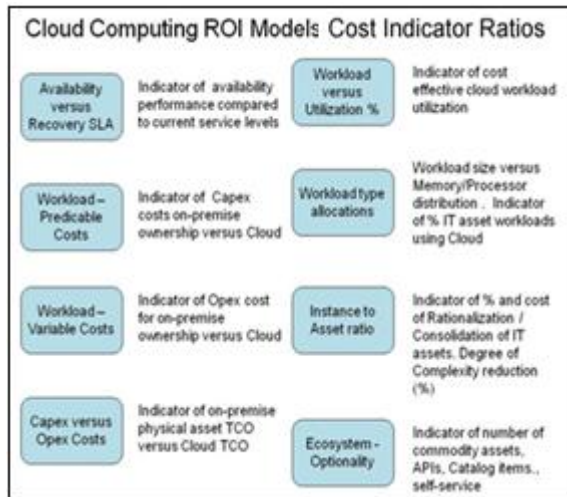 Cloud Computing ROI Models Cost Indicator Ratios
Availability
versus
Recovery SLA
Indicator of availability
performance compared
to current service levels
Workload
versus
Utilization %
Indicator of cost
effective cloud workload
utilization
Workload –
Predicable
Costs
Indicator of Capex
costs on-premise
ownership versus Cloud
Workload type
allocations
Workload size versus
Memory/Processor
distribution . Indicator
of % IT asset workloads
using Cloud
Workload –
Variable Costs
Indicator of Opex cost
for on-premise
ownership versus Cloud
Instance to
Asset ratio
Indicator of % and cost
of Rationalization /
Consolidation of IT
assets. Degree of
Complexity reduction
(%)
Capex versus
Opex Costs
Indicator of on-premise
physical asset TCO
versus Cloud TCO
Ecosystem -
Optionality
Indicator of number of
commodity assets,
APIs, Catalog items.,
self-service